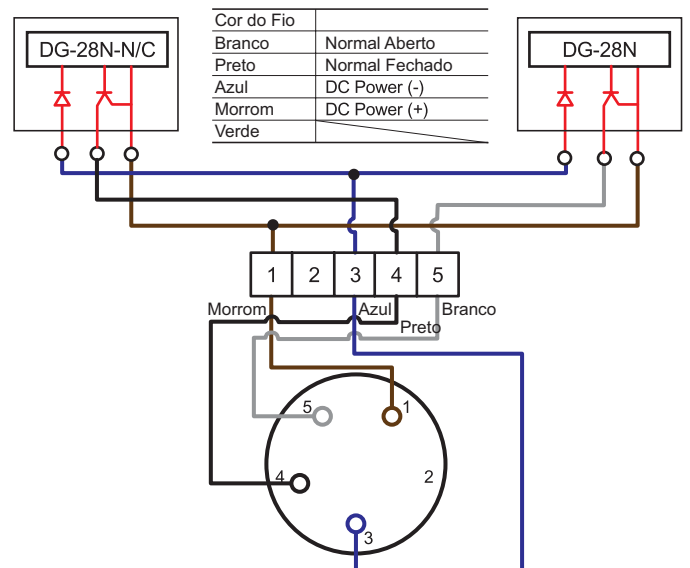 DG-28N-N/C
Cor do Fio
Branco Normal Aberto
Preto Normal Fechado
Azul DC Power (-)
Morrom DC Power (+)
Verde
DG-28N
1 2 3 4 5
Morrom Azul Branco
Preto
5 1
4 2
3